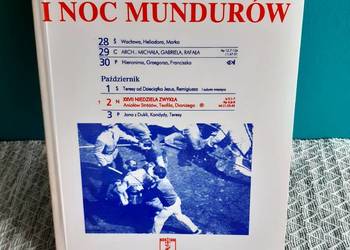 I NOC MUNDURÓW
28 Ś Wacława, Heliodora, Marka
29 C ARCH.: MICHAŁA, GABRIELA, RAFAŁA
30 P Hieronima, Grzegorza, Franciszka
Październik
1 S Teresy od Dzieciątka Jezus, Remigiusza
† 2 N XXVII NIEDZIELA ZWYKŁA
Aniołów Stróżów, Teofila, Dionizego
3 P Jana z Dukli, Kandyda, Teresy